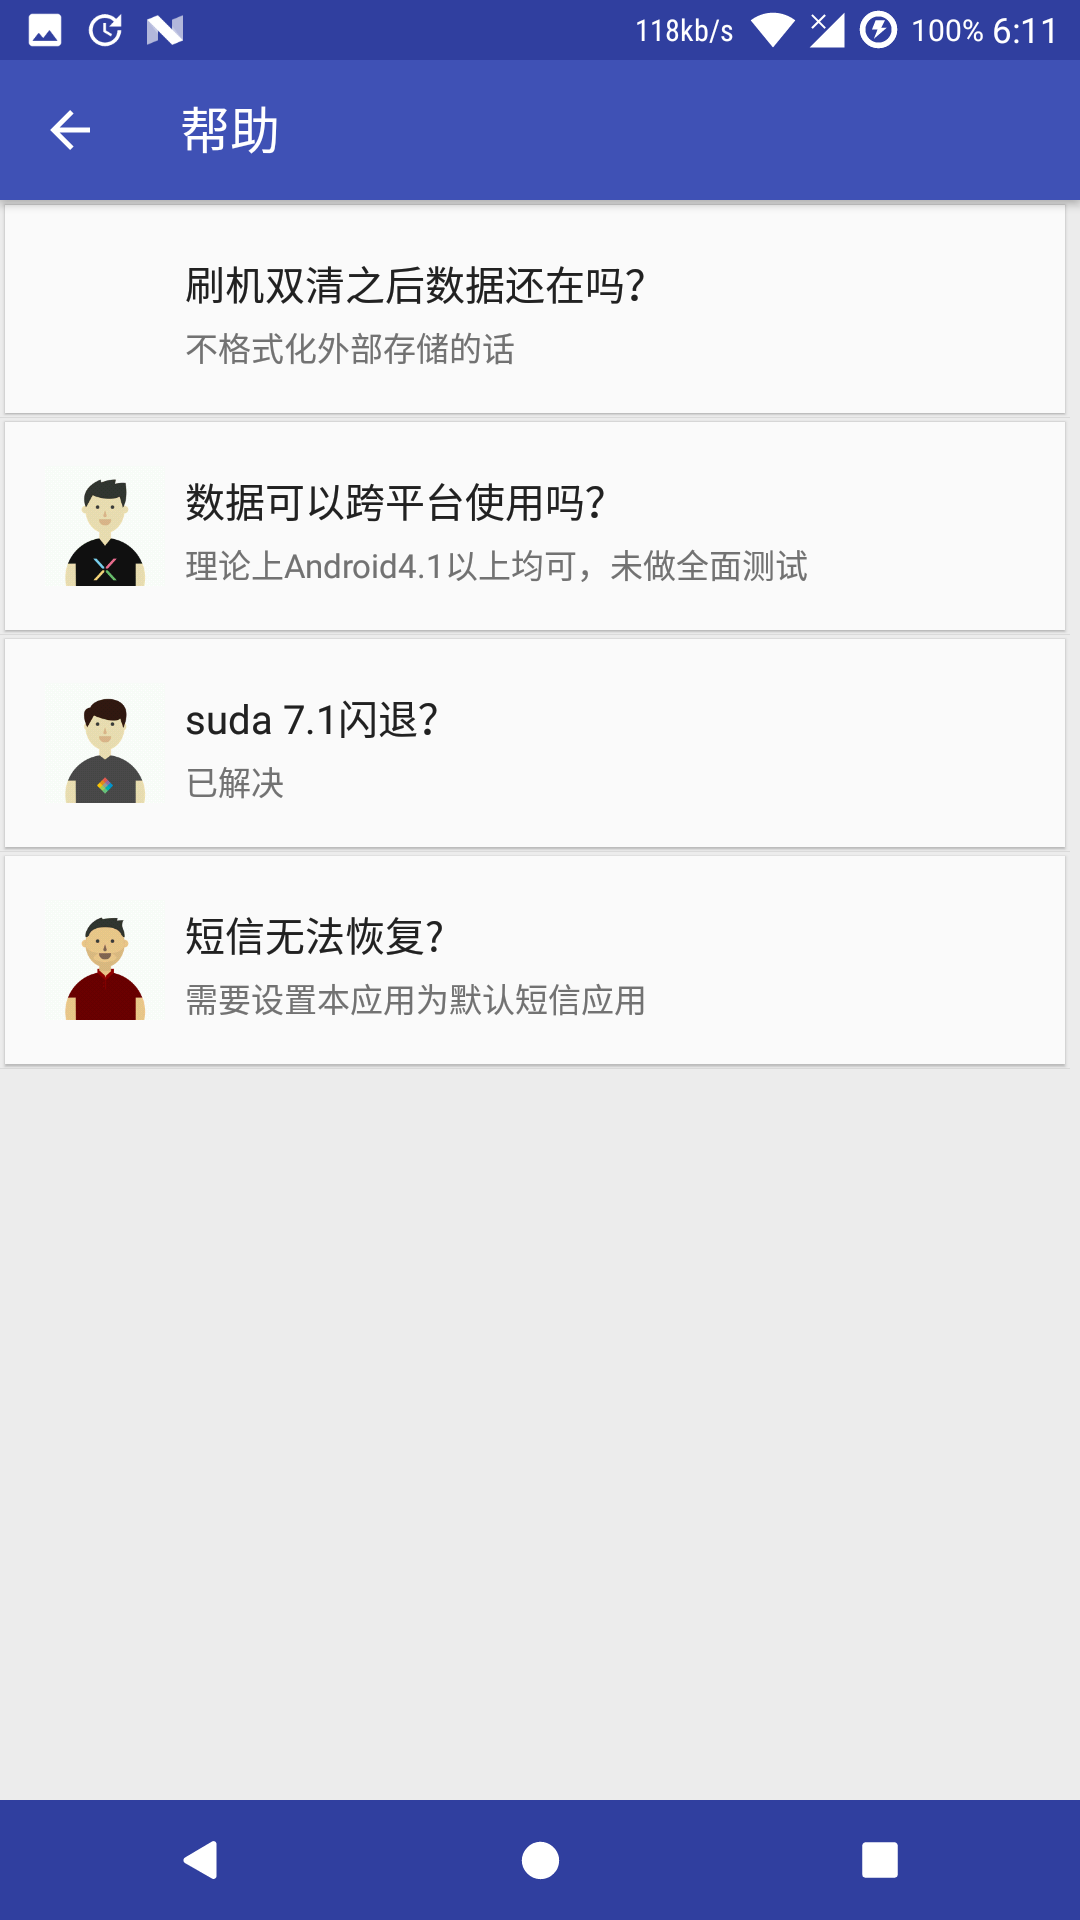 118kb/s 100% 6:11
帮助
刷机双清之后数据还在吗?
不格式化外部存储的话
数据可以跨平台使用吗?
理论上Android4.1以上均可，未做全面测试
suda 7.1闪退?
已解决
短信无法恢复?
需要设置本应用为默认短信应用